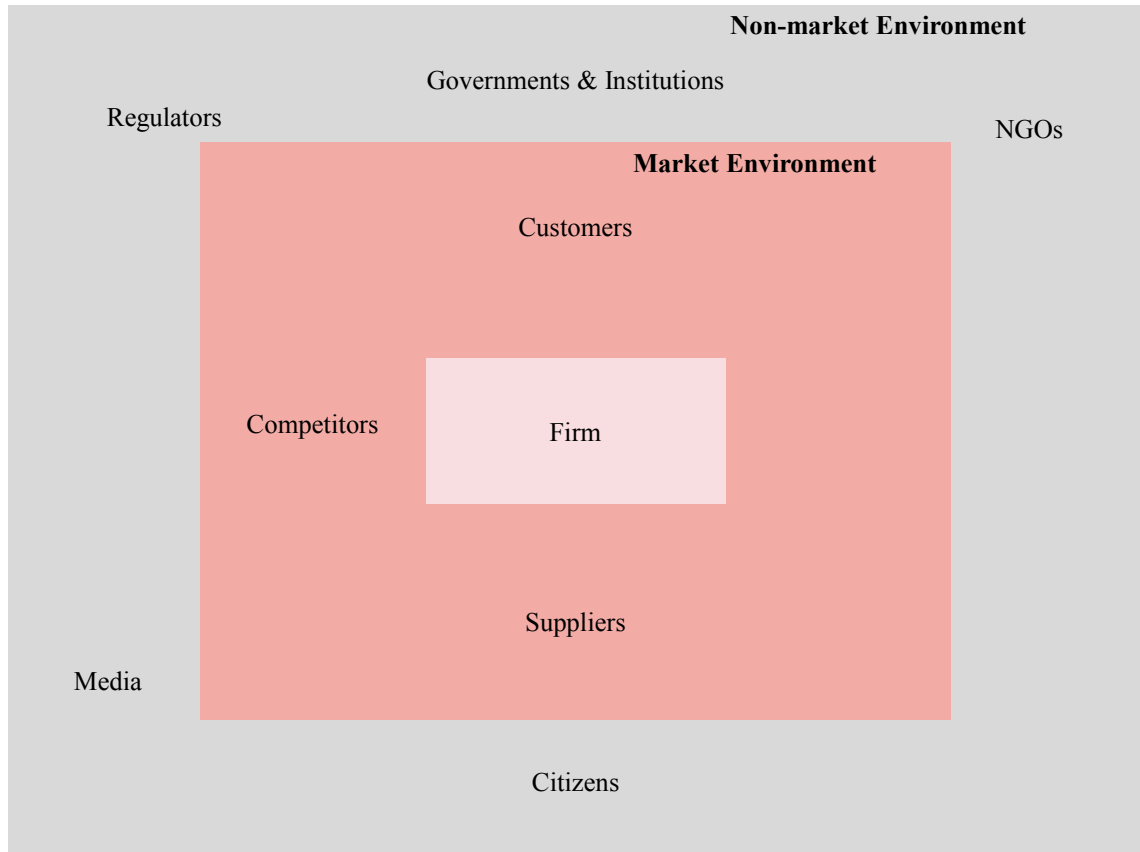 Non-market Environment
Governments & Institutions
Regulators
NGOs
Market Environment
Customers
Competitors
Firm
Suppliers
Media
Citizens